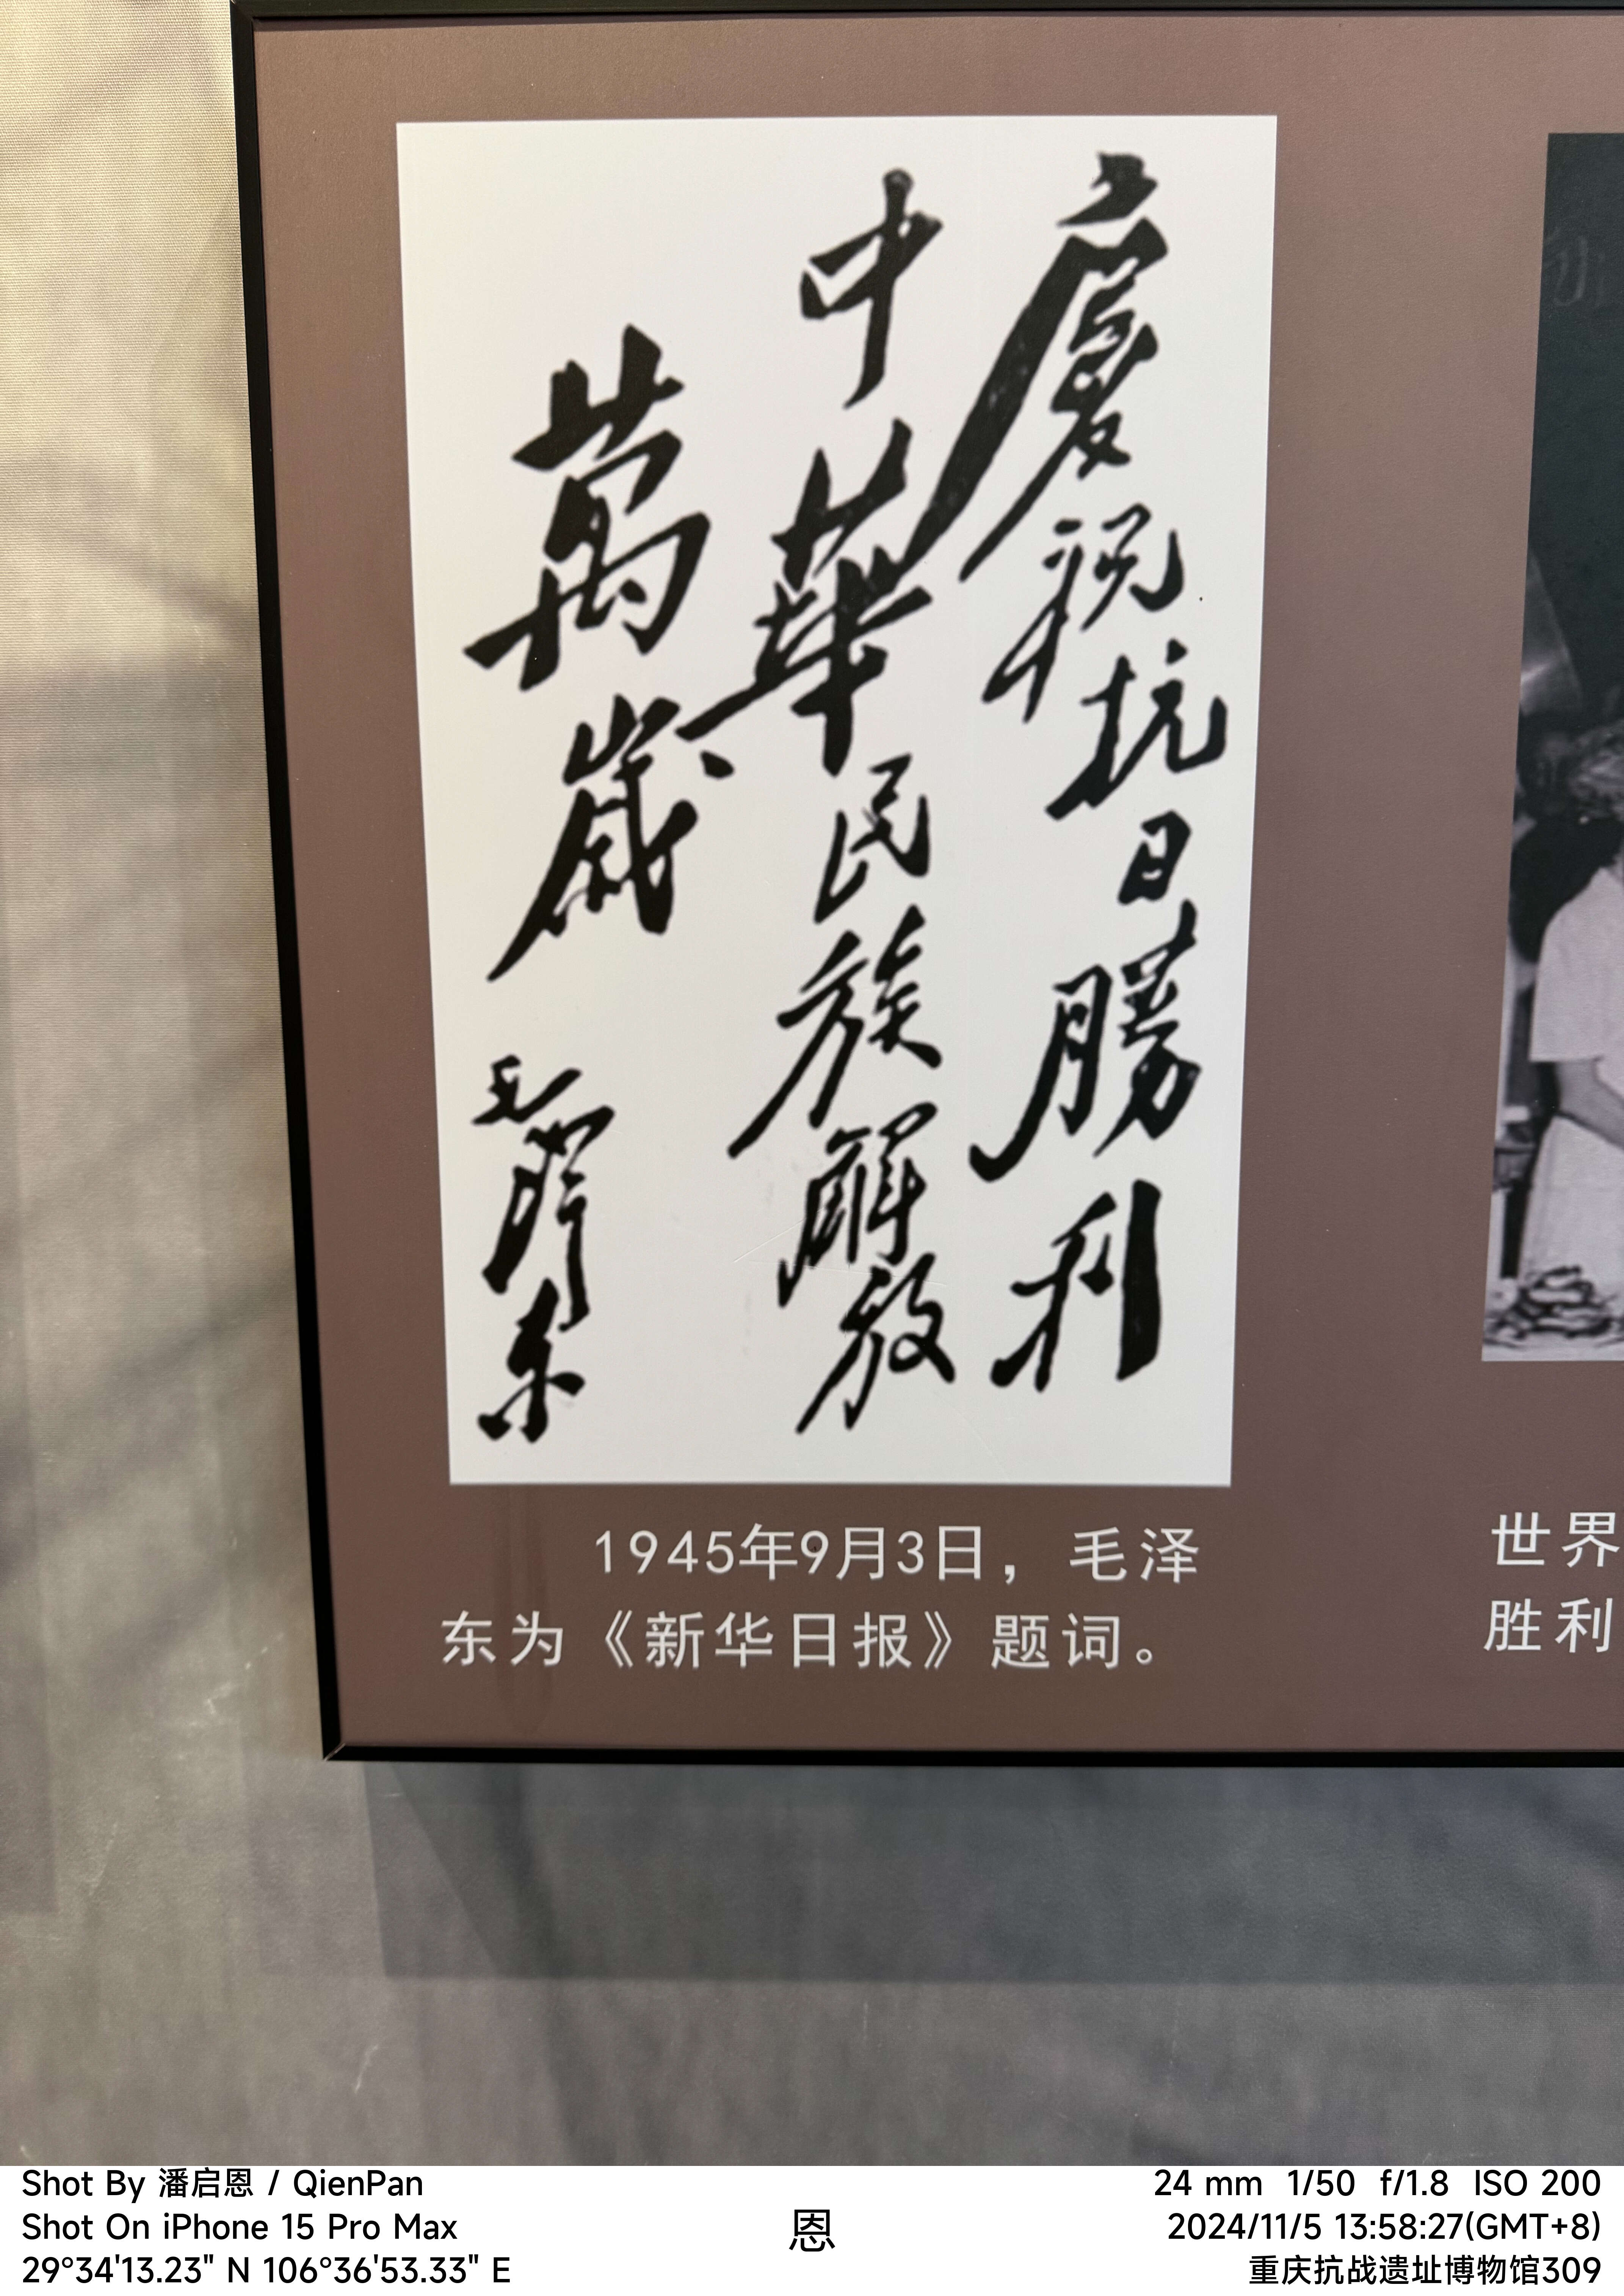 慶祝抗日勝利
中華民族解放
萬歲
毛澤东
1945年9月3日，毛泽
东为《新华日报》题词。
世界
胜利
Shot By 潘启恩 / QienPan
Shot On iPhone 15 Pro Max
29°34'13.23" N 106°36'53.33" E
恩
24 mm 1/50 f/1.8 ISO 200
2024/11/5 13:58:27(GMT+8)
重庆抗战遗址博物馆309